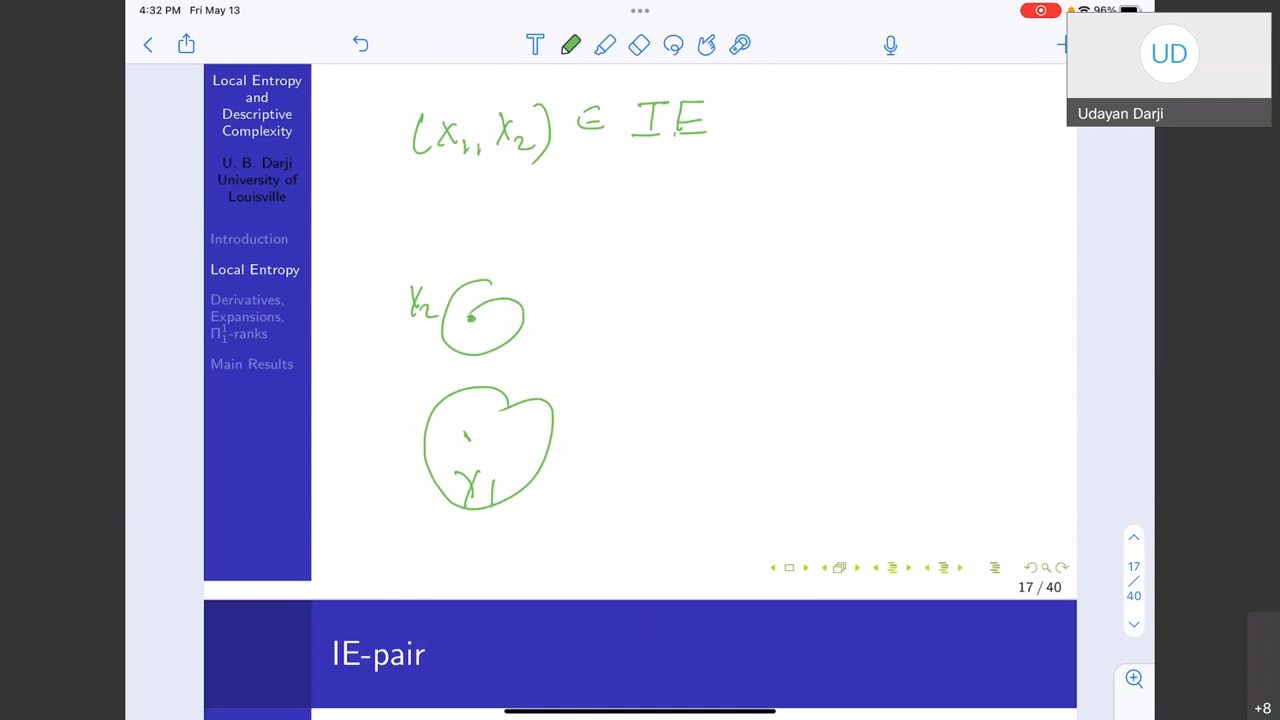 4:32 PM Fri May 13
96%
UD
Udayan Darji
Local Entropy
and
Descriptive
Complexity
U. B. Darji
University of
Louisville
Introduction
Local Entropy
Derivatives,
Expansions,
Π¹₁-ranks
Main Results
(x₁, x₂) ∈ IE
x₂
x₁
17 / 40
17
/
40
IE-pair
+8